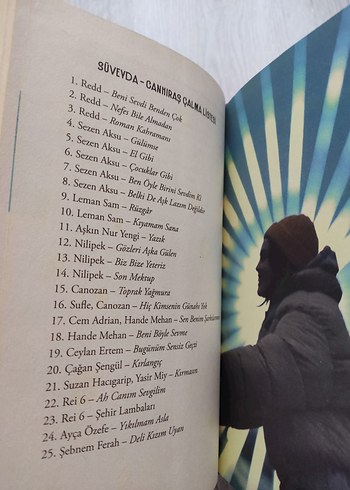 SÜVEYDA – CANHIRAŞ ÇALMA LİSTESİ
1. Redd – Beni Sevdi Benden Çok
2. Redd – Nefes Bile Almadan
3. Redd – Roman Kahramanı
4. Sezen Aksu – Gülümse
5. Sezen Aksu – El Gibi
6. Sezen Aksu – Çocuklar Gibi
7. Sezen Aksu – Ben Öyle Birini Sevdim Ki
8. Sezen Aksu – Belki De Aşk Lazım Değildir
9. Leman Sam – Rüzgâr
10. Leman Sam – Kıyamam Sana
11. Aşkın Nur Yengi – Yazık
12. Nilipek – Gözleri Aşka Gülen
13. Nilipek – Biz Bize Yeteriz
14. Nilipek – Son Mektup
15. Canozan – Toprak Yağmura
16. Sufle, Canozan – Hiç Kimsenin Günahı Yok
17. Cem Adrian, Hande Mehan – Sen Benim
18. Hande Mehan – Beni Böyle Sevme
19. Ceylan Ertem – Bugünüm Sensiz Geçti
20. Çağan Şengül – Kırlangıç
21. Suzan Hacıgarip, Yasir Miy – Kırmasın
22. Rei 6 – Ah Canım Sevgilim
23. Rei 6 – Şehir Lambaları
24. Ayça Özefe – Yıkılmam Asla
25. Şebnem Ferah – Deli Kızım Uyan